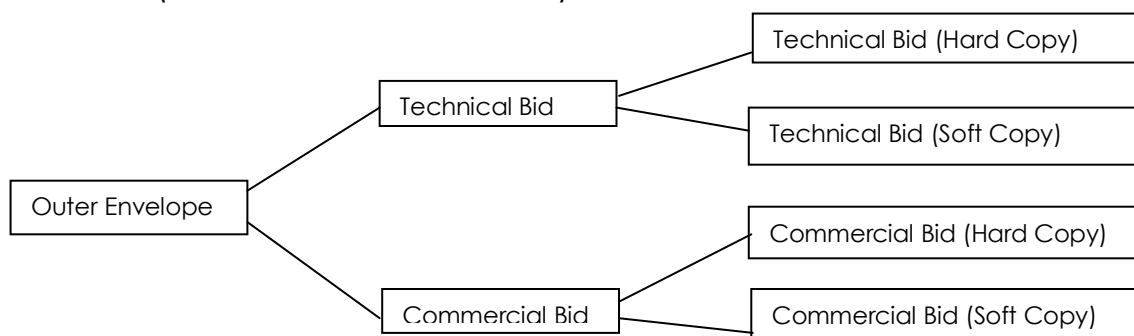 Technical Bid (Hard Copy)
Technical Bid
Technical Bid (Soft Copy)
Outer Envelope
Commercial Bid (Hard Copy)
Commercial Bid
Commercial Bid (Soft Copy)